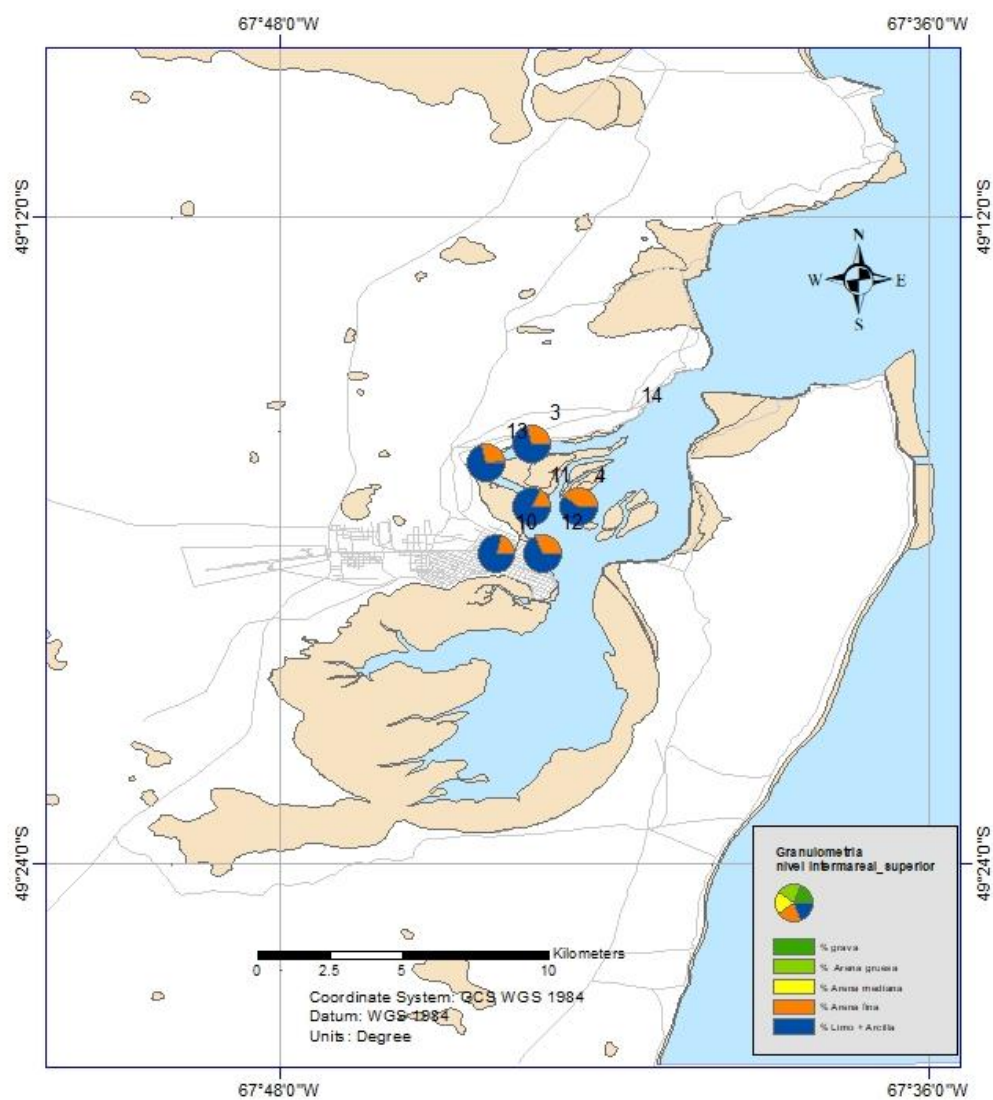 67°48'0"W
67°36'0"W
49°12'0"S
49°12'0"S
N
W
E
S
14
3
13
11
4
10
12
49°24'0"S
49°24'0"S
Granulometria
nivel intermareal_superior
% grava
% Arena gruesa
% Arena mediana
% Arena fina
% Limo + Arcilla
Kilometers
0
2.5
5
10
Coordinate System: GCS WGS 1984
Datum: WGS 1984
Units: Degree
67°48'0"W
67°36'0"W